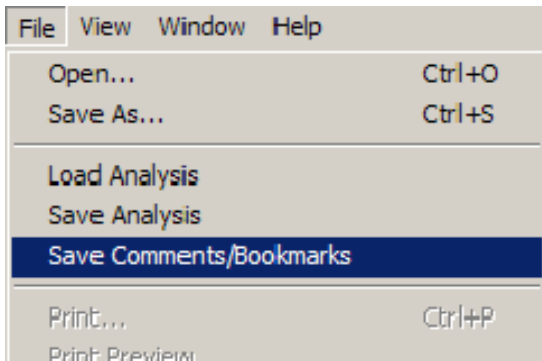 File View Window Help
Open... Ctrl+O
Save As... Ctrl+S
Load Analysis
Save Analysis
Save Comments/Bookmarks
Print... Ctrl+P
Print Preview